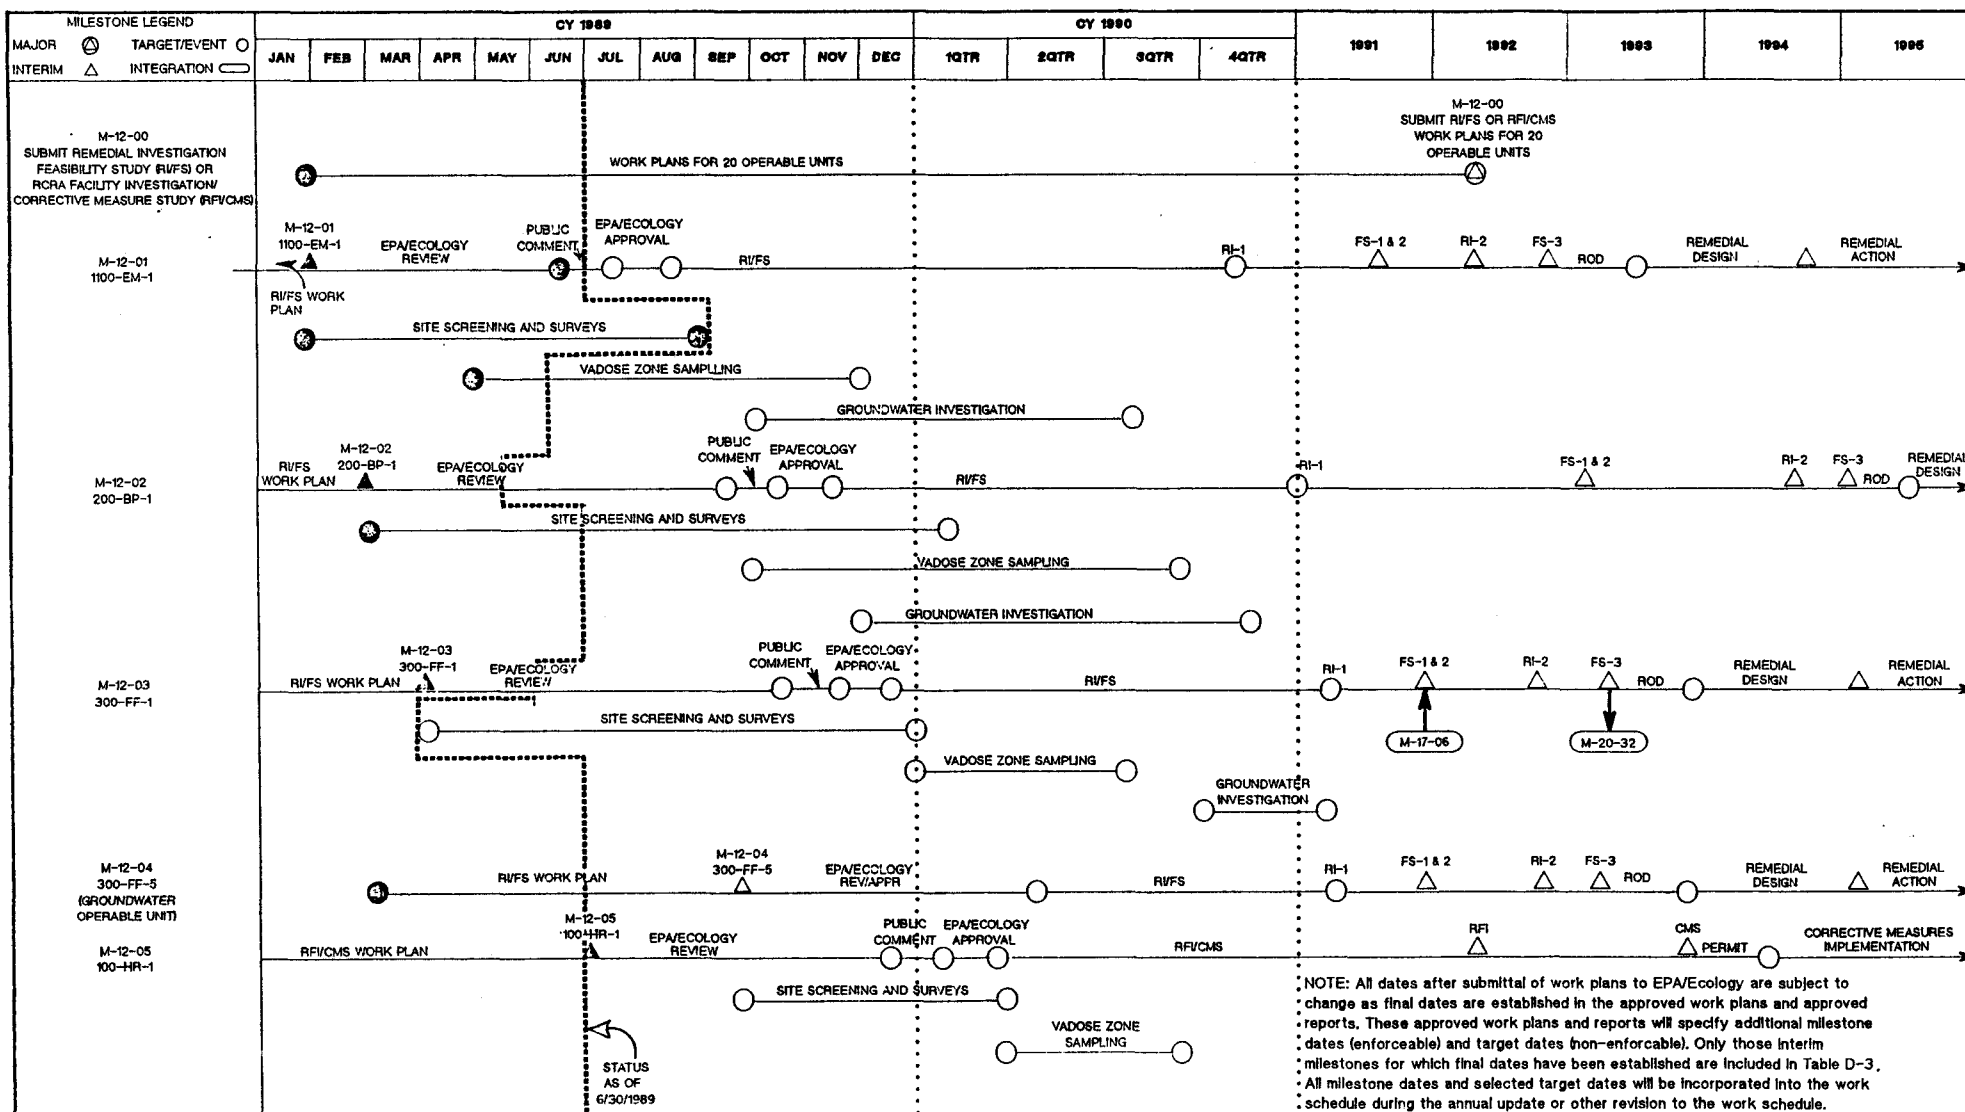 MILESTONE LEGEND
MAJOR TARGET/EVENT
INTERIM INTEGRATION
CY 1989
CY 1990
JAN FEB MAR APR MAY JUN JUL AUG SEP OCT NOV DEC 1QTR 2QTR 3QTR 4QTR 1991 1992 1993 1994 1995
M-12-00
SUBMIT REMEDIAL INVESTIGATION
FEASIBILITY STUDY (RI/FS) OR
RCRA FACILITY INVESTIGATION/
CORRECTIVE MEASURE STUDY (RFI/CMS)
WORK PLANS FOR 20 OPERABLE UNITS
M-12-00
SUBMIT RI/FS OR RFI/CMS
WORK PLANS FOR 20
OPERABLE UNITS
M-12-01
1100-EM-1
M-12-01
1100-EM-1
RI/FS WORK
PLAN
EPA/ECOLOGY
REVIEW
PUBLIC
COMMENT
EPA/ECOLOGY
APPROVAL
RI/FS
RI-1
FS-1 & 2
RI-2
FS-3
ROD
REMEDIAL
DESIGN
REMEDIAL
ACTION
SITE SCREENING AND SURVEYS
VADOSE ZONE SAMPLLING
GROUNDWATER INVESTIGATION
M-12-02
200-BP-1
RI/FS
WORK PLAN
M-12-02
200-BP-1
EPA/ECOLOGY
REVIEW
PUBLIC
COMMENT
EPA/ECOLOGY
APPROVAL
RI/FS
RI-1
FS-1 & 2
RI-2
FS-3
ROD
REMEDIAL
DESIGN
SITE SCREENING AND SURVEYS
VADOSE ZONE SAMPLING
GROUNDWATER INVESTIGATION
M-12-03
300-FF-1
RI/FS WORK PLAN
M-12-03
300-FF-1
EPA/ECOLOGY
REVIEW
PUBLIC
COMMENT
EPA/ECOLOGY
APPROVAL
RI/FS
RI-1
FS-1 & 2
RI-2
FS-3
ROD
REMEDIAL
DESIGN
REMEDIAL
ACTION
M-17-06
M-20-32
SITE SCREENING AND SURVEYS
VADOSE ZONE SAMPLING
GROUNDWATER
INVESTIGATION
M-12-04
300-FF-5
(GROUNDWATER
OPERABLE UNIT)
RI/FS WORK PLAN
M-12-04
300-FF-5
EPA/ECOLOGY
REV/APPR
RI/FS
RI-1
FS-1 & 2
RI-2
FS-3
ROD
REMEDIAL
DESIGN
REMEDIAL
ACTION
M-12-05
100-HR-1
RFI/CMS WORK PLAN
M-12-05
100-HR-1
EPA/ECOLOGY
REVIEW
PUBLIC
COMMENT
EPA/ECOLOGY
APPROVAL
RFI/CMS
RFI
CMS
PERMIT
CORRECTIVE MEASURES
IMPLEMENTATION
SITE SCREENING AND SURVEYS
VADOSE ZONE
SAMPLING
STATUS
AS OF
6/30/1989
NOTE: All dates after submittal of work plans to EPA/Ecology are subject to
change as final dates are established in the approved work plans and approved
reports. These approved work plans and reports will specify additional milestone
dates (enforceable) and target dates (non-enforcable). Only those interim
milestones for which final dates have been established are included in Table D-3.
All milestone dates and selected target dates will be incorporated into the work
schedule during the annual update or other revision to the work schedule.